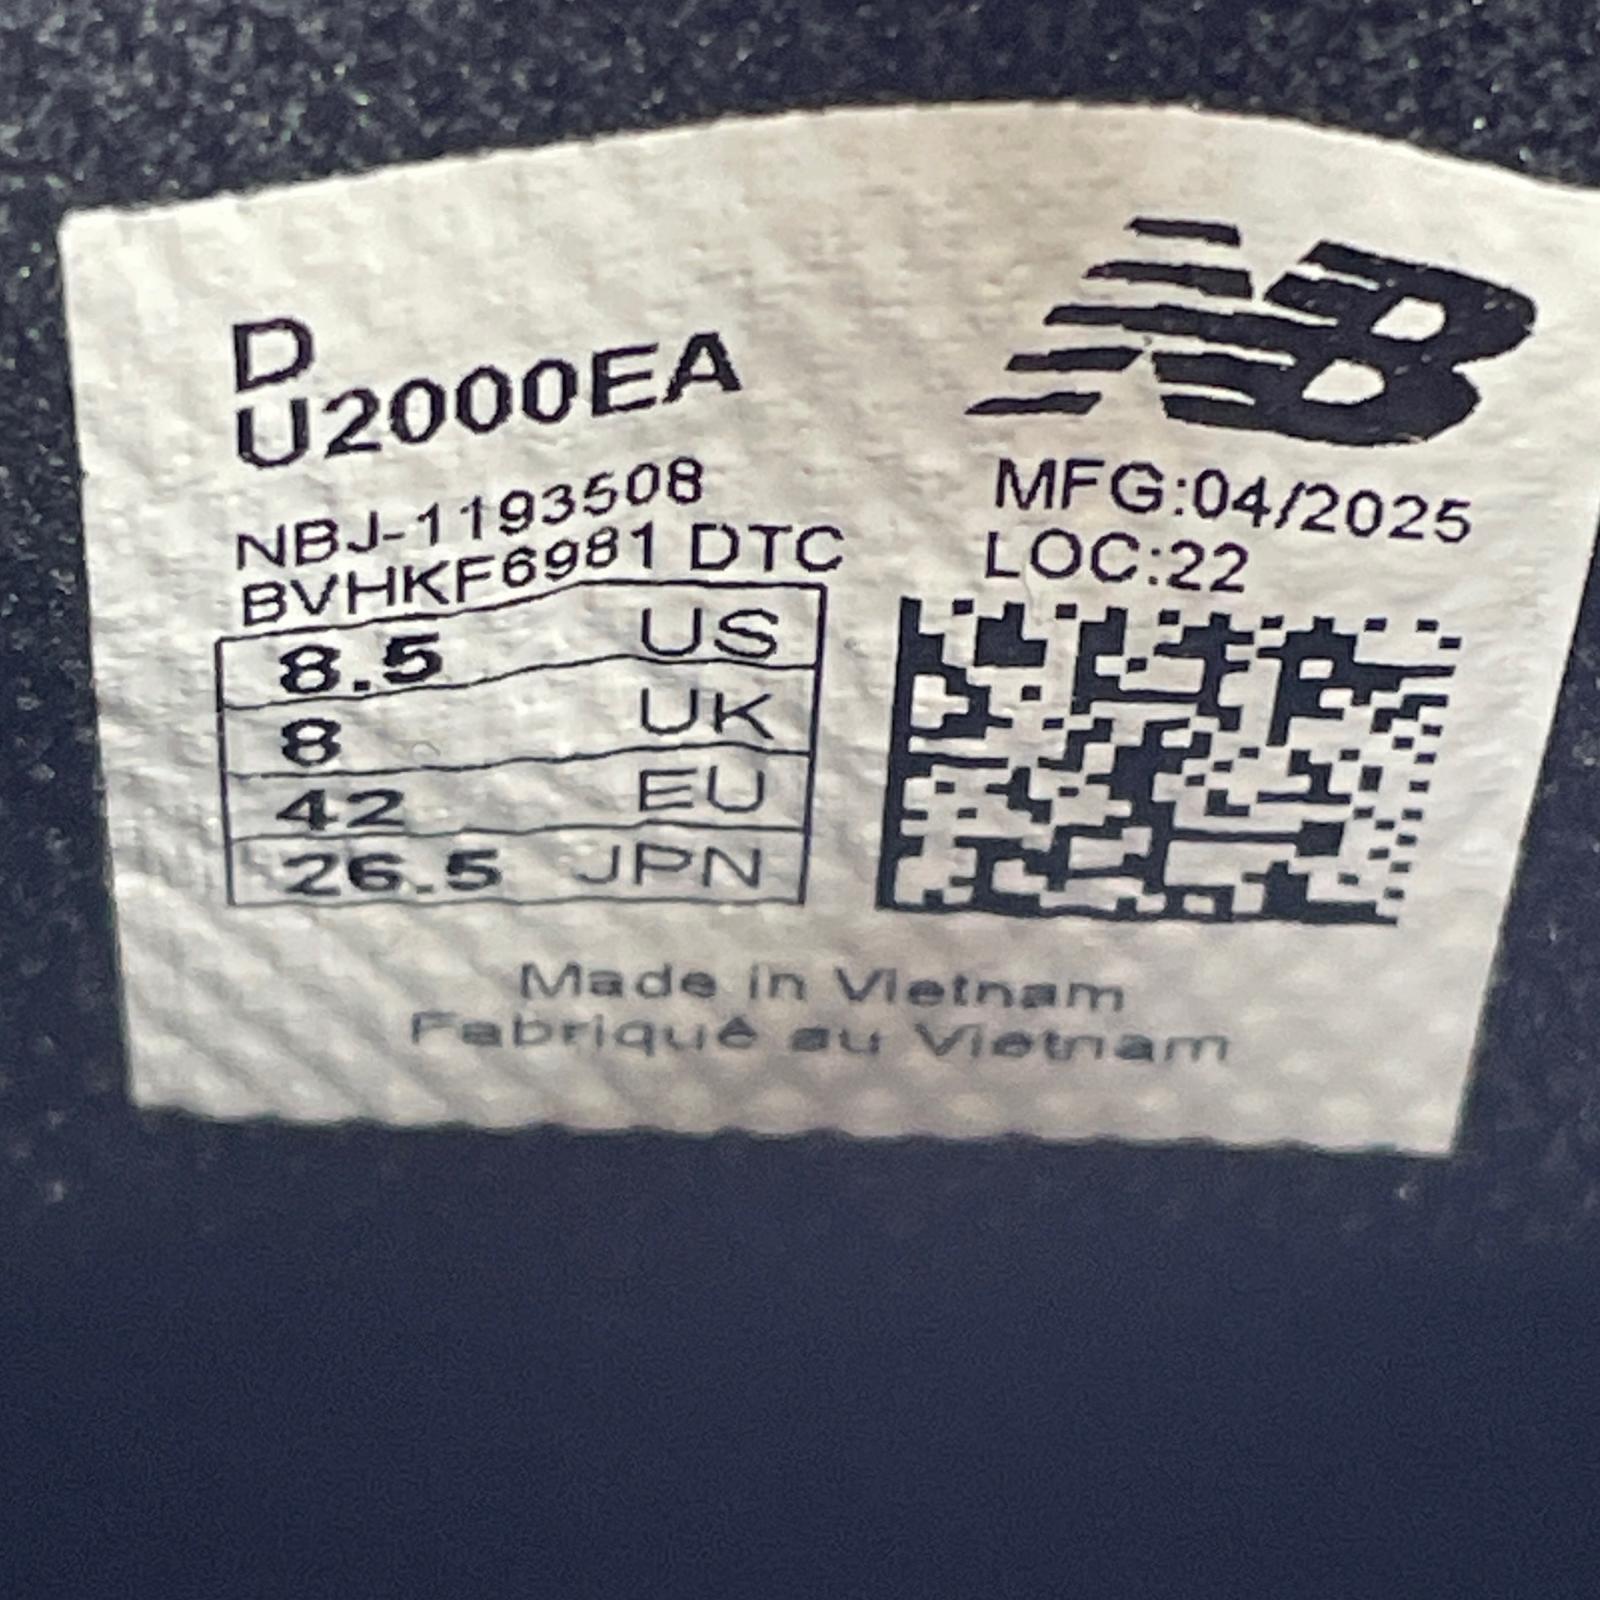 D
U2000EA
NBJ-1193508
BVHKF6981 DTC
8.5 US
8 UK
42 EU
26.5 JPN
NB
MFG:04/2025
LOC:22
Made in Vietnam
Fabriqué au Vietnam